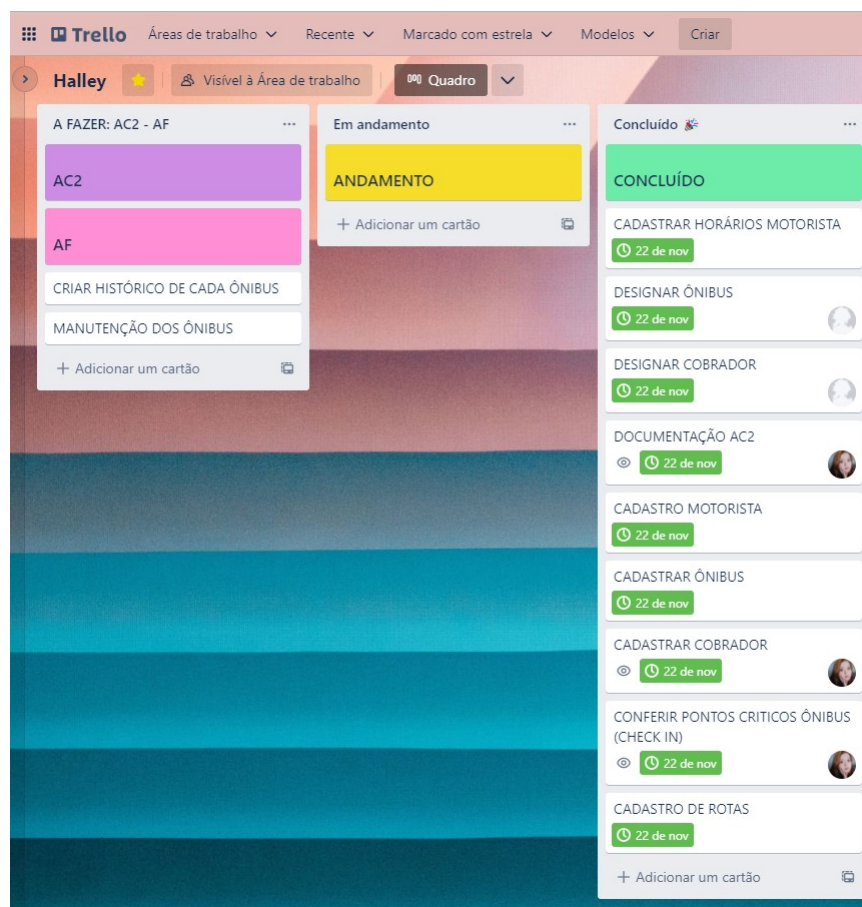 Trello Áreas de trabalho Recente Marcado com estrela Modelos Criar
Halley Visível à Área de trabalho Quadro
A FAZER: AC2 - AF
AC2
AF
CRIAR HISTÓRICO DE CADA ÔNIBUS
MANUTENÇÃO DOS ÔNIBUS
+ Adicionar um cartão
Em andamento
ANDAMENTO
+ Adicionar um cartão
Concluído 🎉
CONCLUÍDO
CADASTRAR HORÁRIOS MOTORISTA
22 de nov
DESIGNAR ÔNIBUS
22 de nov
DESIGNAR COBRADOR
22 de nov
DOCUMENTAÇÃO AC2
22 de nov
CADASTRO MOTORISTA
22 de nov
CADASTRAR ÔNIBUS
22 de nov
CADASTRAR COBRADOR
22 de nov
CONFERIR PONTOS CRITICOS ÔNIBUS
(CHECK IN)
22 de nov
CADASTRO DE ROTAS
22 de nov
+ Adicionar um cartão